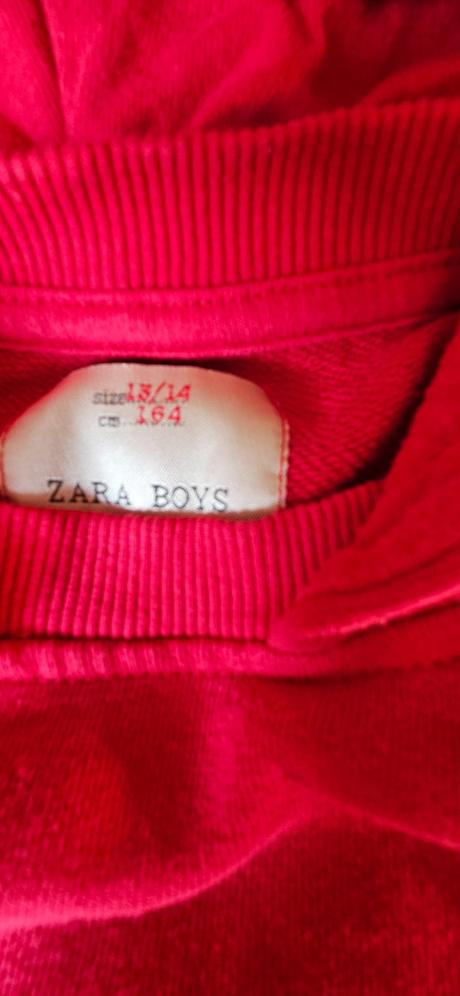 size 13/14
cm 164
ZARA BOYS